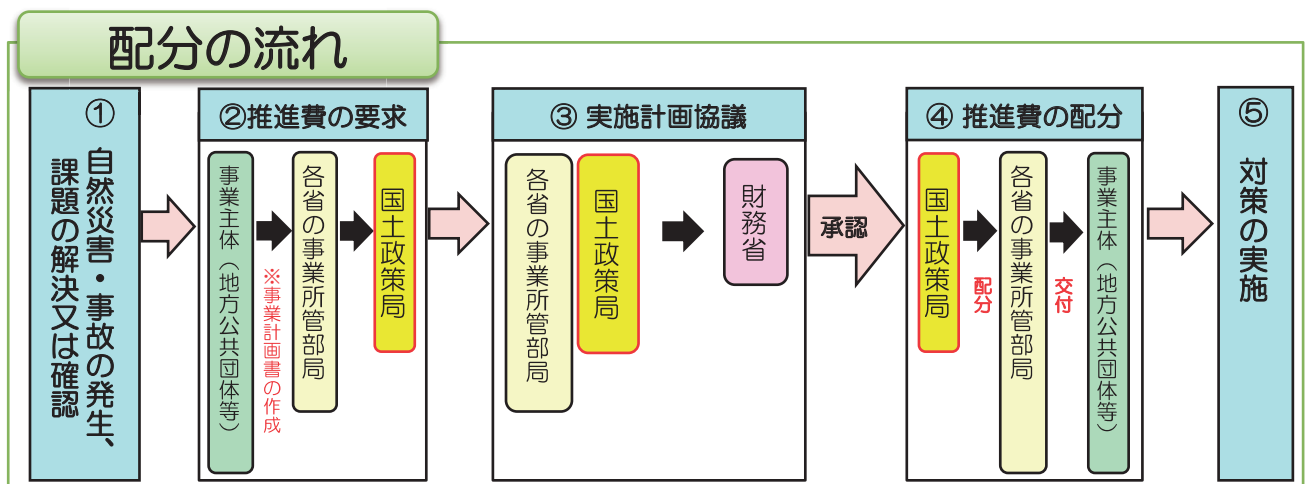 配分の流れ
①
自然災害・事故の発生、
課題の解決又は確認
②推進費の要求
事業主体（地方公共団体等）
※事業計画書の作成
各省の事業所管部局
国土政策局
③ 実施計画協議
各省の事業所管部局
国土政策局
財務省
承認
④ 推進費の配分
国土政策局
配分
各省の事業所管部局
交付
事業主体（地方公共団体等）
⑤
対策の実施